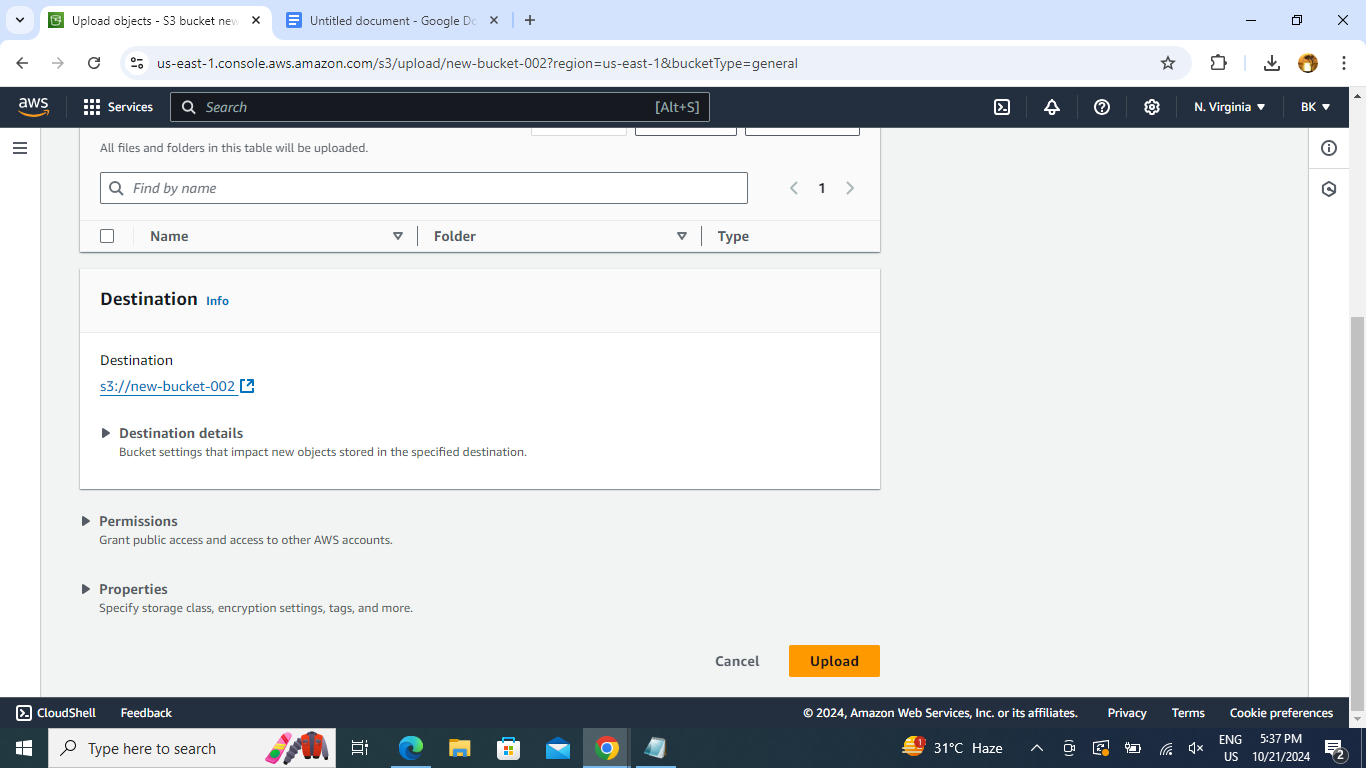 Upload objects - S3 bucket new
Untitled document - Google Do
us-east-1.console.aws.amazon.com/s3/upload/new-bucket-002?region=us-east-1&bucketType=general
aws
Services
Search
[Alt+S]
N. Virginia
BK
All files and folders in this table will be uploaded.
Find by name
1
Name
Folder
Type
Destination
Info
Destination
s3://new-bucket-002
Destination details
Bucket settings that impact new objects stored in the specified destination.
Permissions
Grant public access and access to other AWS accounts.
Properties
Specify storage class, encryption settings, tags, and more.
Cancel
Upload
CloudShell
Feedback
© 2024, Amazon Web Services, Inc. or its affiliates.
Privacy
Terms
Cookie preferences
Type here to search
1
31°C Haze
ENG
US
5:37 PM
10/21/2024
2